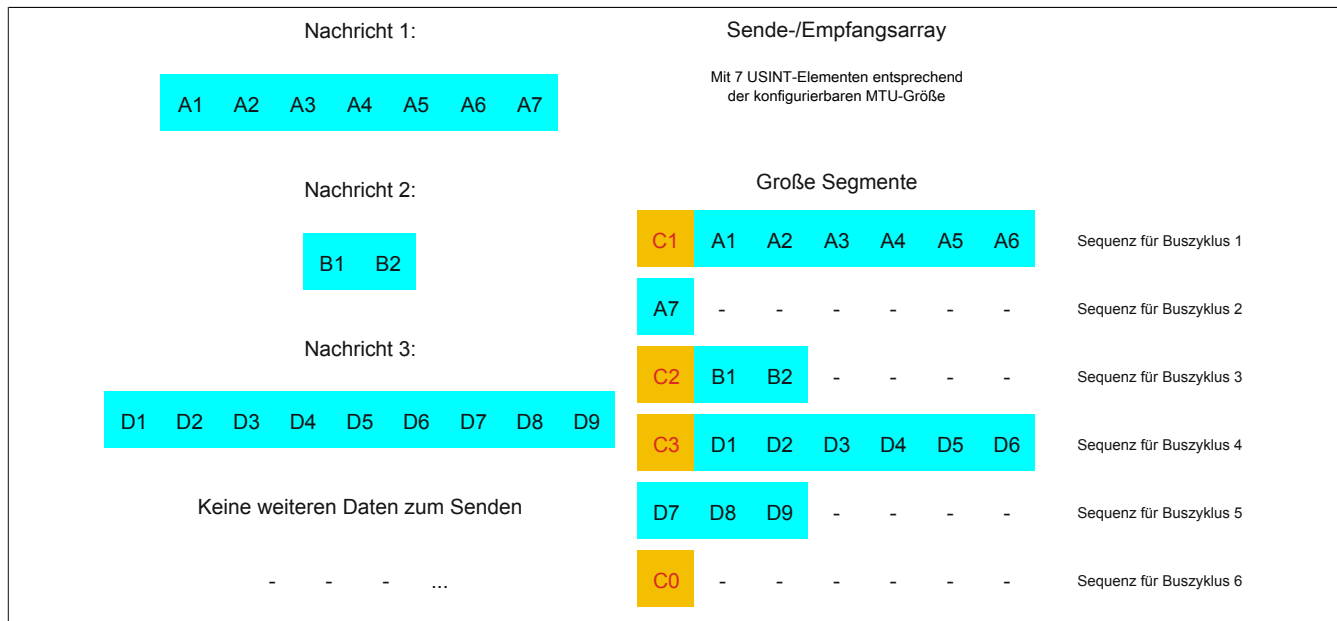 Nachricht 1:
A1 A2 A3 A4 A5 A6 A7
Nachricht 2:
B1 B2
Nachricht 3:
D1 D2 D3 D4 D5 D6 D7 D8 D9
Keine weiteren Daten zum Senden
- - - ...
Sende-/Empfangsarray
Mit 7 USINT-Elementen entsprechend
der konfigurierbaren MTU-Größe
Große Segmente
C1 A1 A2 A3 A4 A5 A6 Sequenz für Buszyklus 1
A7 - - - - - - Sequenz für Buszyklus 2
C2 B1 B2 - - - - Sequenz für Buszyklus 3
C3 D1 D2 D3 D4 D5 D6 Sequenz für Buszyklus 4
D7 D8 D9 - - - - Sequenz für Buszyklus 5
C0 - - - - - - Sequenz für Buszyklus 6